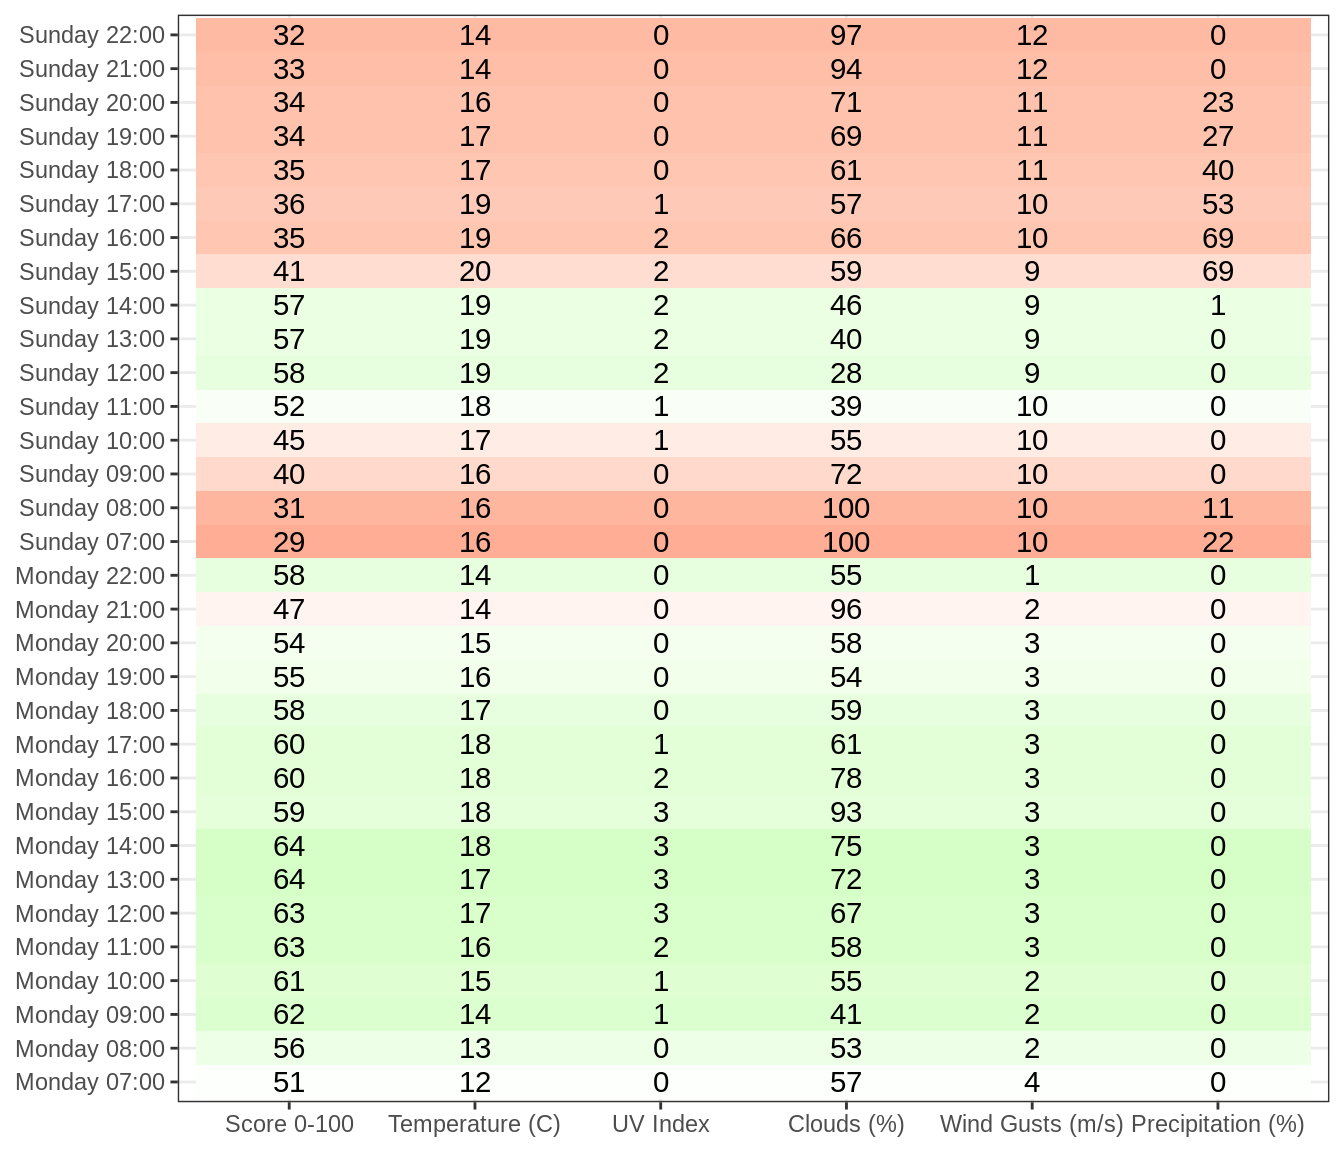 Sunday 22:00 32 14 0 97 12 0
Sunday 21:00 33 14 0 94 12 0
Sunday 20:00 34 16 0 71 11 23
Sunday 19:00 34 17 0 69 11 27
Sunday 18:00 35 17 0 61 11 40
Sunday 17:00 36 19 1 57 10 53
Sunday 16:00 35 19 2 66 10 69
Sunday 15:00 41 20 2 59 9 69
Sunday 14:00 57 19 2 46 9 1
Sunday 13:00 57 19 2 40 9 0
Sunday 12:00 58 19 2 28 9 0
Sunday 11:00 52 18 1 39 10 0
Sunday 10:00 45 17 1 55 10 0
Sunday 09:00 40 16 0 72 10 0
Sunday 08:00 31 16 0 100 10 11
Sunday 07:00 29 16 0 100 10 22
Monday 22:00 58 14 0 55 1 0
Monday 21:00 47 14 0 96 2 0
Monday 20:00 54 15 0 58 3 0
Monday 19:00 55 16 0 54 3 0
Monday 18:00 58 17 0 59 3 0
Monday 17:00 60 18 1 61 3 0
Monday 16:00 60 18 2 78 3 0
Monday 15:00 59 18 3 93 3 0
Monday 14:00 64 18 3 75 3 0
Monday 13:00 64 17 3 72 3 0
Monday 12:00 63 17 3 67 3 0
Monday 11:00 63 16 2 58 3 0
Monday 10:00 61 15 1 55 2 0
Monday 09:00 62 14 1 41 2 0
Monday 08:00 56 13 0 53 2 0
Monday 07:00 51 12 0 57 4 0
Score 0-100 Temperature (C) UV Index Clouds (%) Wind Gusts (m/s) Precipitation (%)